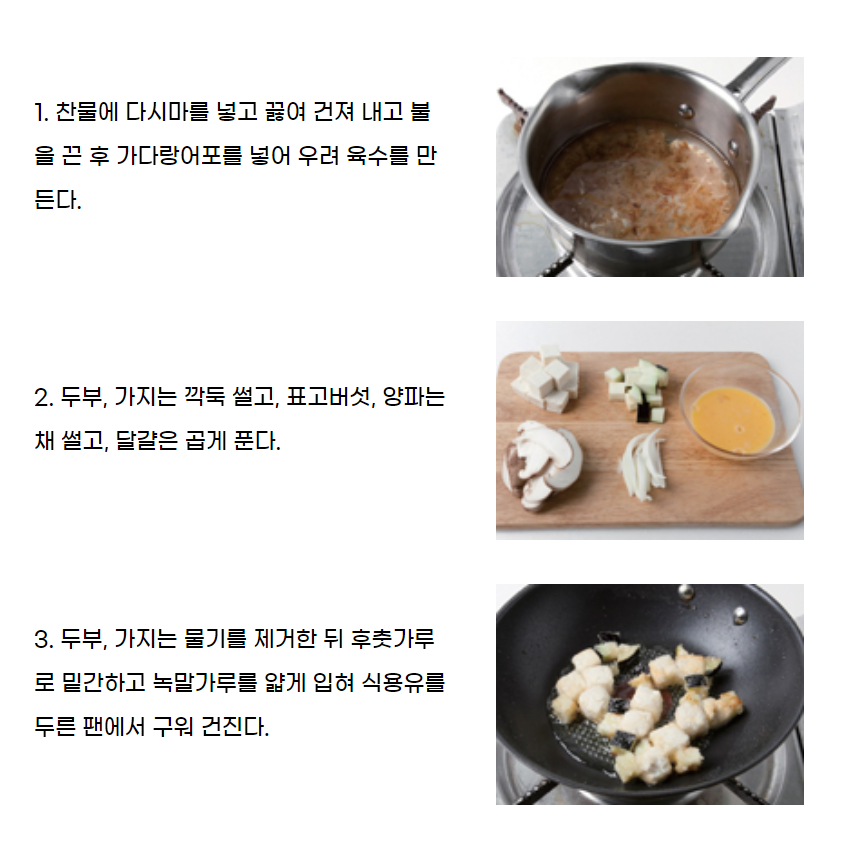 1. 찬물에 다시마를 넣고 끓여 건져 내고 불
을 끈 후 가다랑어포를 넣어 우려 육수를 만
든다.
2. 두부, 가지는 깍둑 썰고, 표고버섯, 양파는
채 썰고, 달걀은 곱게 푼다.
3. 두부, 가지는 물기를 제거한 뒤 후춧가루
로 밑간하고 녹말가루를 얇게 입혀 식용유를
두른 팬에서 구워 건진다.